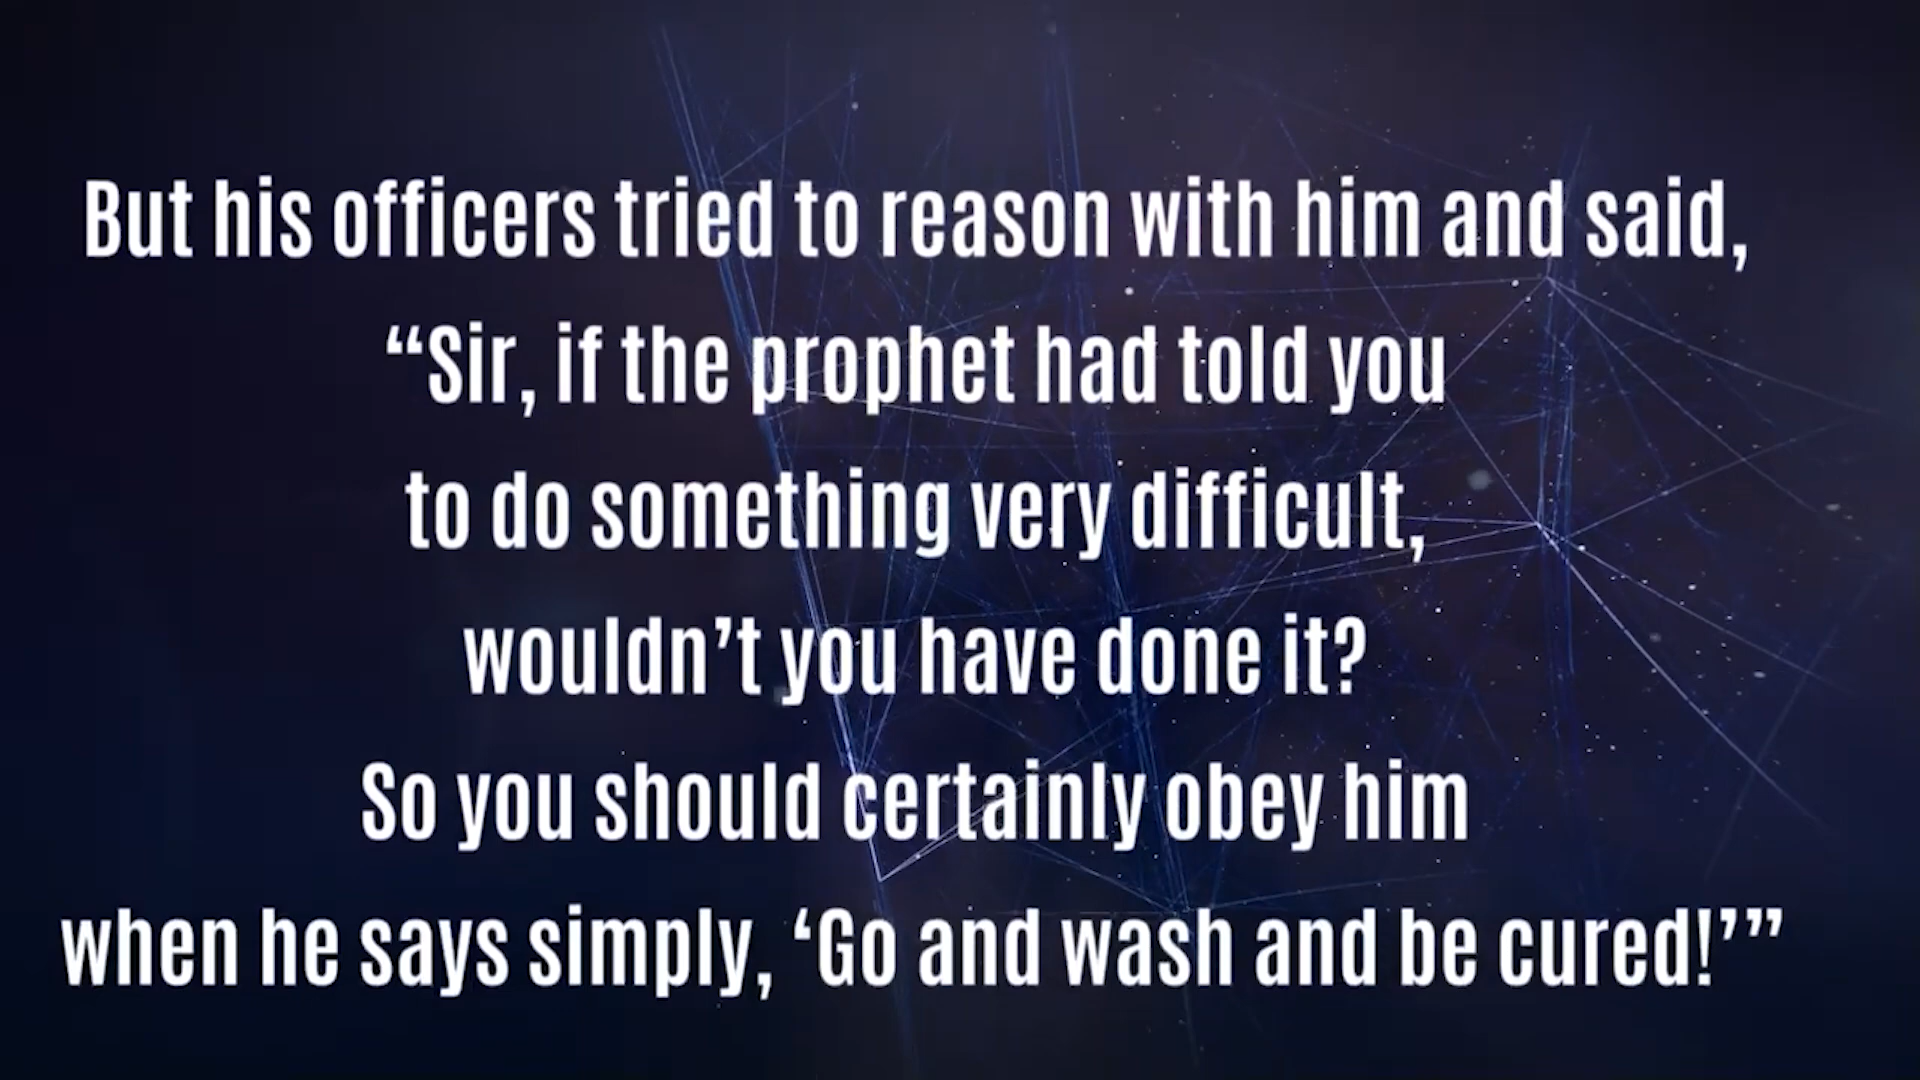 But his officers tried to reason with him and said,
“Sir, if the prophet had told you
to do something very difficult,
wouldn’t you have done it?
So you should certainly obey him
when he says simply, ‘Go and wash and be cured!’”